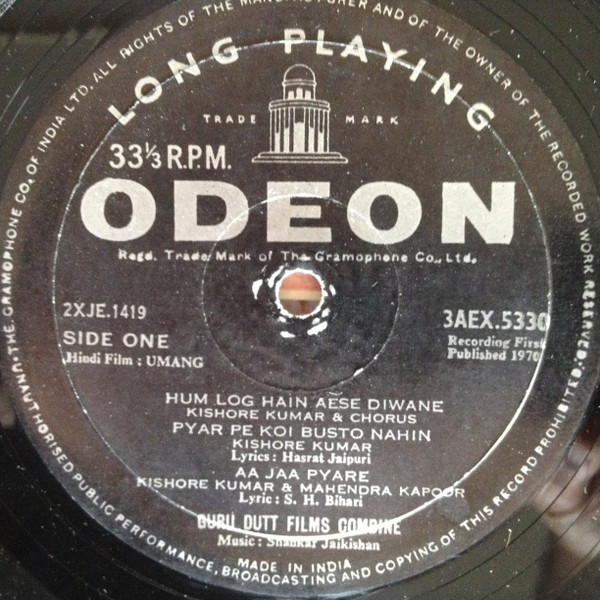 LONG PLAYING
TRADE MARK
33⅓ R.P.M.
ODEON
Regd. Trade Mark of The Gramophone Co., Ltd.
2XJE.1419
3AEX.5330
SIDE ONE
Recording First
Published 1970
Hindi Film : UMANG
HUM LOG HAIN AESE DIWANE
KISHORE KUMAR & CHORUS
PYAR PE KOI BUSTO NAHIN
KISHORE KUMAR
Lyrics : Hasrat Jaipuri
AA JAA PYARE
KISHORE KUMAR & MAHENDRA KAPOOR
Lyric : S. H. Bihari
GURU DUTT FILMS COMBINE
Music : Shankar Jaikishan
MADE IN INDIA
THE GRAMOPHONE CO. OF INDIA LTD. ALL RIGHTS OF THE MANUFACTURER AND OF THE OWNER OF THE RECORDED WORK RESERVED. UNAUTHORISED PUBLIC PERFORMANCE, BROADCASTING AND COPYING OF THIS RECORD PROHIBITED